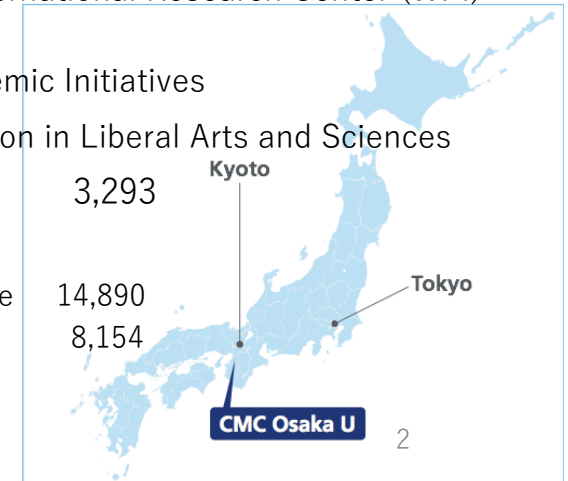 emic Initiatives
on in Liberal Arts and Sciences
Kyoto
3,293
Tokyo
e 14,890
8,154
CMC Osaka U
2